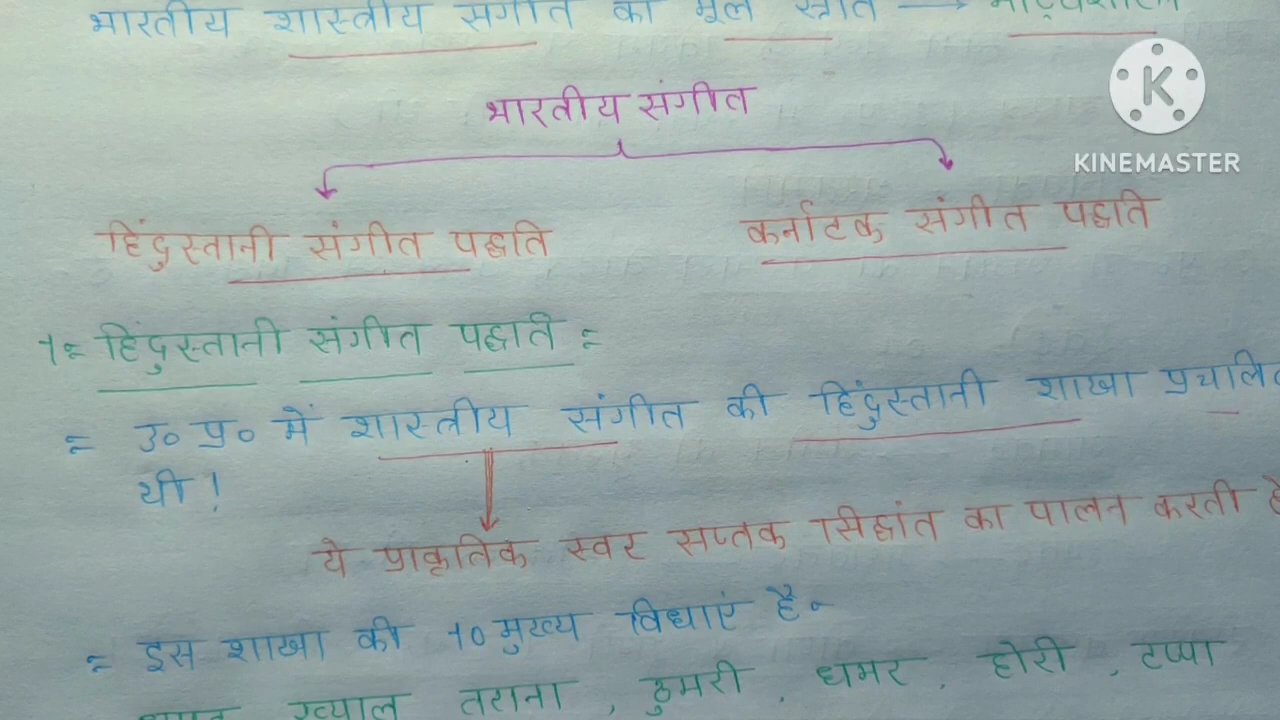 भारतीय शास्त्रीय संगीत का मूल स्त्रोत → नाट्यशास्त्र
भारतीय संगीत
हिंदुस्तानी संगीत पद्धति
कर्नाटक संगीत पद्धति
KINEMASTER
1= हिंदुस्तानी संगीत पद्धति =
= उ० प्र० में शास्त्रीय संगीत की हिंदुस्तानी शाखा प्रचलित
थी!
ये प्राकृतिक स्वर सप्तक सिद्धांत का पालन करती है
= इस शाखा की 10 मुख्य विधाएं है॰
ख्याल तराना, ठुमरी, धमर, होरी, टप्पा